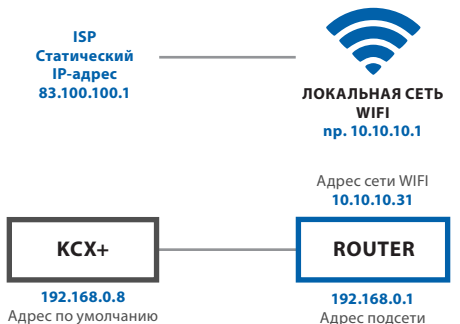 ISP
Статический
IP-адрес
83.100.100.1
ЛОКАЛЬНАЯ СЕТЬ
WIFI
np. 10.10.10.1
Адрес сети WIFI
10.10.10.31
KCX+
ROUTER
192.168.0.8
Адрес по умолчанию
192.168.0.1
Адрес подсети